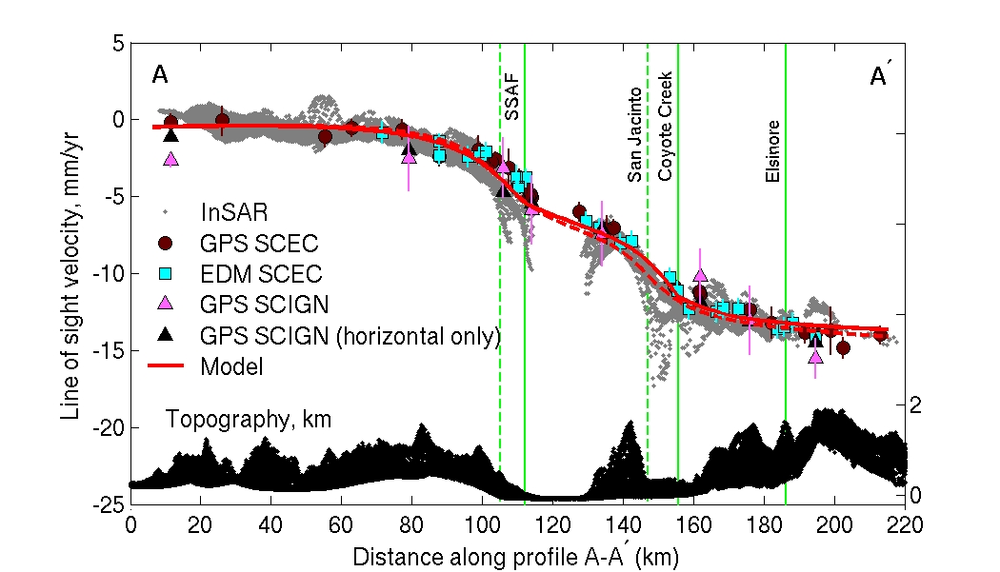 5
0
-5
-10
-15
-20
-25
Line of sight velocity, mm/yr
A
A´
SSAF
San Jacinto
Coyote Creek
Elsinore
InSAR
GPS SCEC
EDM SCEC
GPS SCIGN
GPS SCIGN (horizontal only)
Model
Topography, km
2
0
0 20 40 60 80 100 120 140 160 180 200 220
Distance along profile A-A´ (km)